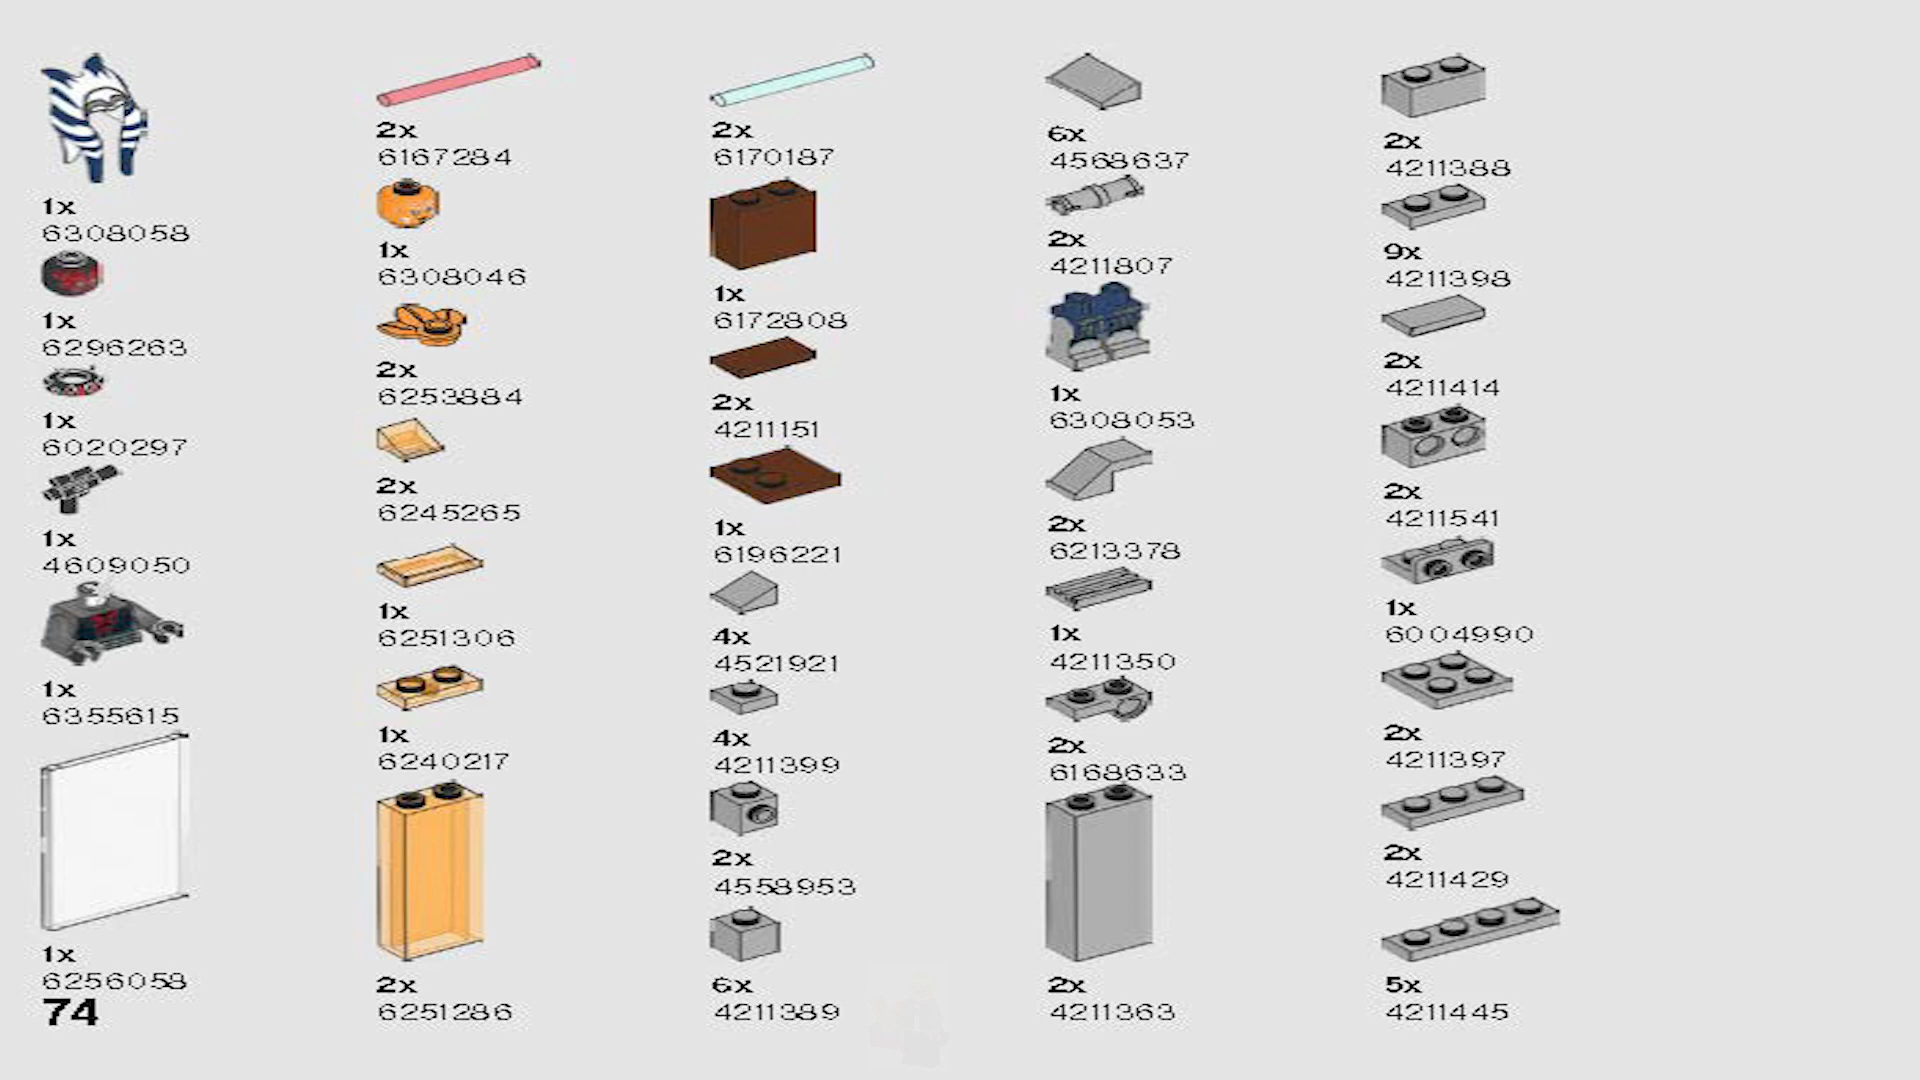 1x
6308058
1x
6296263
1x
6020297
1x
4609050
1x
6355615
1x
6256058
74
2x
6167284
1x
6308046
2x
6253884
2x
6245265
1x
6251306
1x
6240217
2x
6251286
2x
6170187
1x
6172808
2x
4211151
1x
6196221
4x
4521921
4x
4211399
2x
4558953
6x
4211389
6x
4568637
2x
4211807
1x
6308053
2x
6213378
1x
4211350
2x
6168633
2x
4211363
2x
4211388
9x
4211398
2x
4211414
2x
4211541
1x
6004990
2x
4211397
2x
4211429
5x
4211445